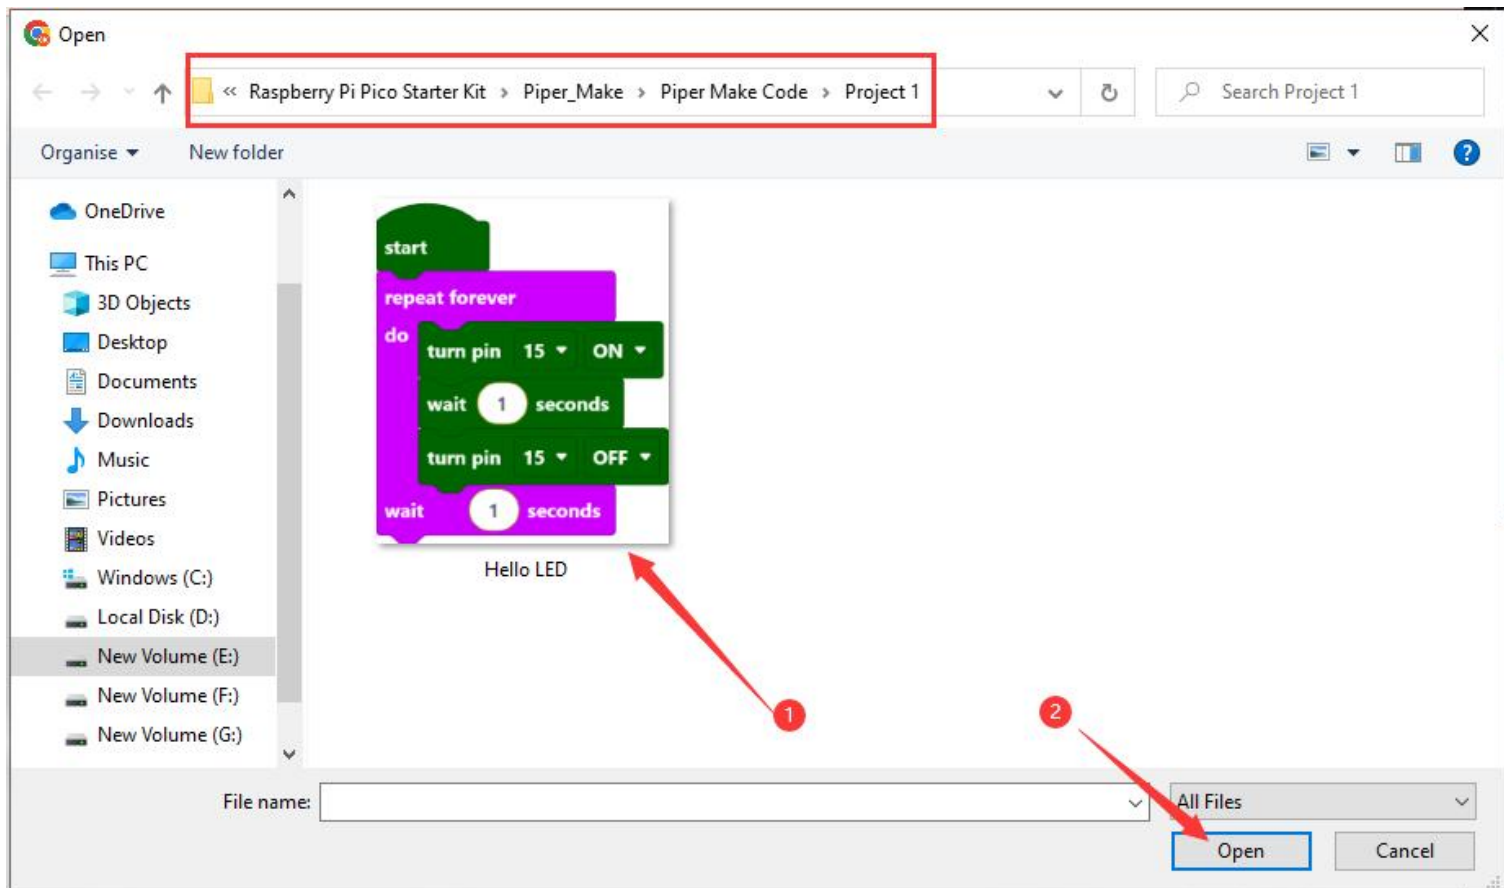 Open
« Raspberry Pi Pico Starter Kit › Piper_Make › Piper Make Code › Project 1
Search Project 1
Organise
New folder
?
OneDrive
This PC
3D Objects
Desktop
Documents
Downloads
Music
Pictures
Videos
Windows (C:)
Local Disk (D:)
New Volume (E:)
New Volume (F:)
New Volume (G:)
start
repeat forever
do
turn pin 15 ON
wait 1 seconds
turn pin 15 OFF
wait 1 seconds
Hello LED
1
2
File name:
All Files
Open
Cancel